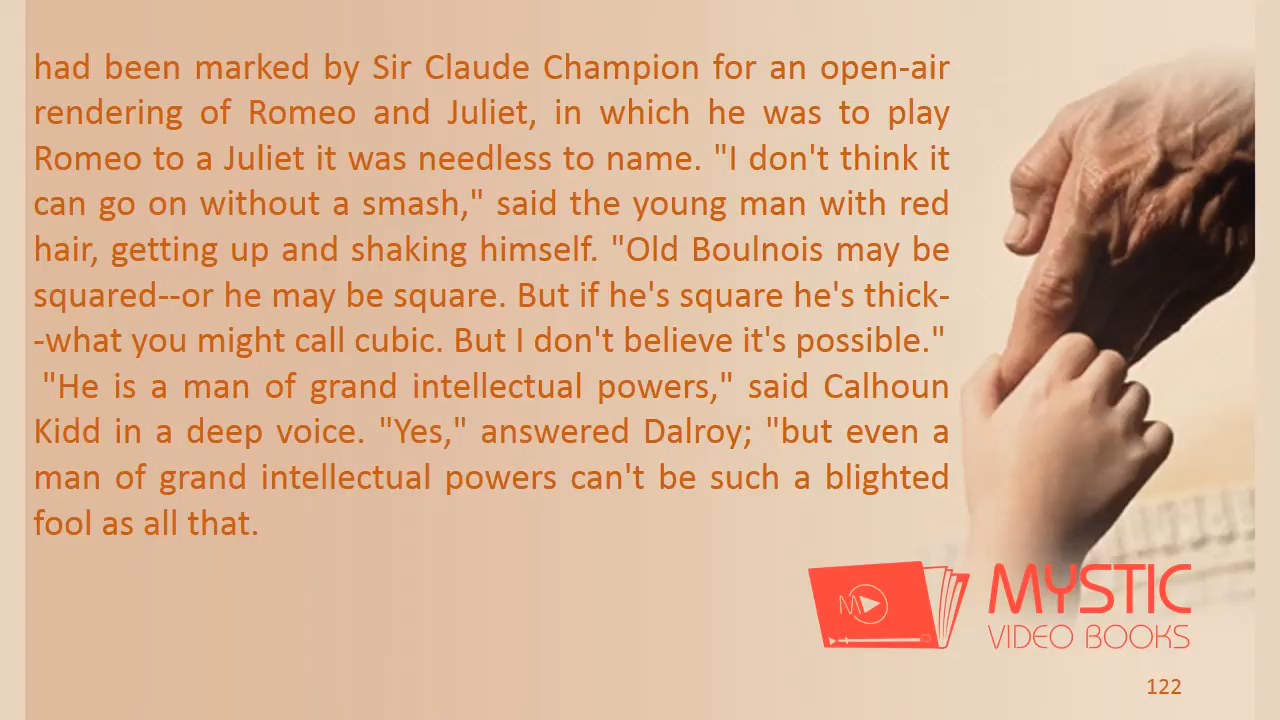 had been marked by Sir Claude Champion for an open-air
rendering of Romeo and Juliet, in which he was to play
Romeo to a Juliet it was needless to name. "I don't think it
can go on without a smash," said the young man with red
hair, getting up and shaking himself. "Old Boulnois may be
squared--or he may be square. But if he's square he's thick-
-what you might call cubic. But I don't believe it's possible."
"He is a man of grand intellectual powers," said Calhoun
Kidd in a deep voice. "Yes," answered Dalroy; "but even a
man of grand intellectual powers can't be such a blighted
fool as all that.
M
MYSTIC
VIDEO BOOKS
122